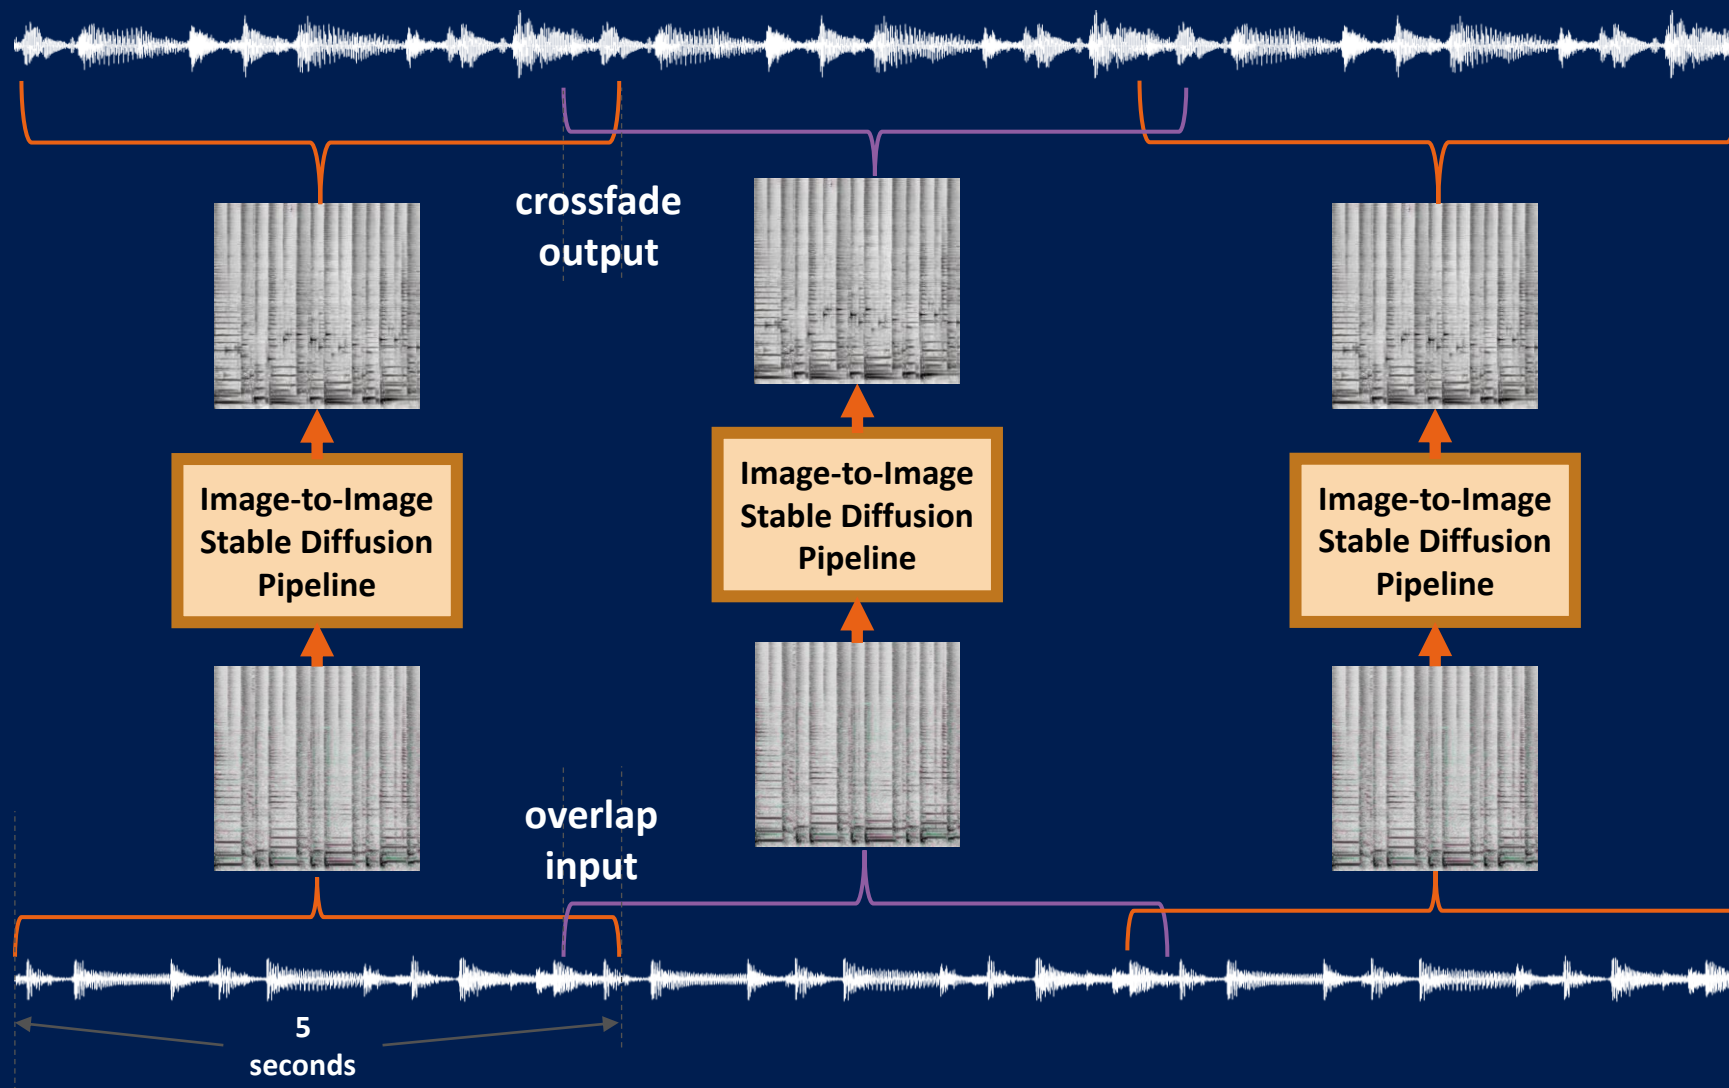 crossfade
output
Image-to-Image
Stable Diffusion
Pipeline
Image-to-Image
Stable Diffusion
Pipeline
Image-to-Image
Stable Diffusion
Pipeline
overlap
input
5
seconds